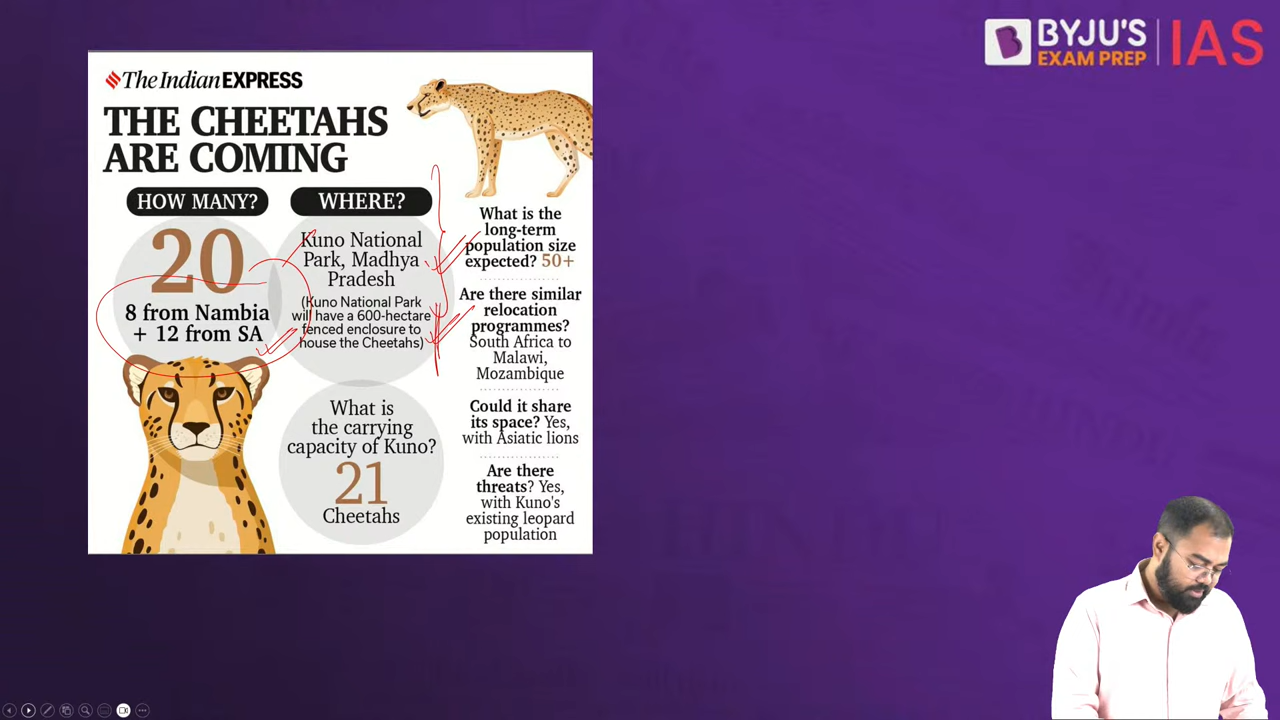 BYJU'S
EXAM PREP
IAS
The Indian EXPRESS
THE CHEETAHS
ARE COMING
HOW MANY?
20
8 from Nambia
+ 12 from SA
WHERE?
Kuno National
Park, Madhya
Pradesh
(Kuno National Park
will have a 600-hectare
fenced enclosure to
house the Cheetahs)
What is
the carrying
capacity of Kuno?
21
Cheetahs
What is the
long-term
population size
expected? 50+
Are there similar
relocation
programmes?
South Africa to
Malawi,
Mozambique
Could it share
its space? Yes,
with Asiatic lions
Are there
threats? Yes,
with Kuno's
existing leopard
population